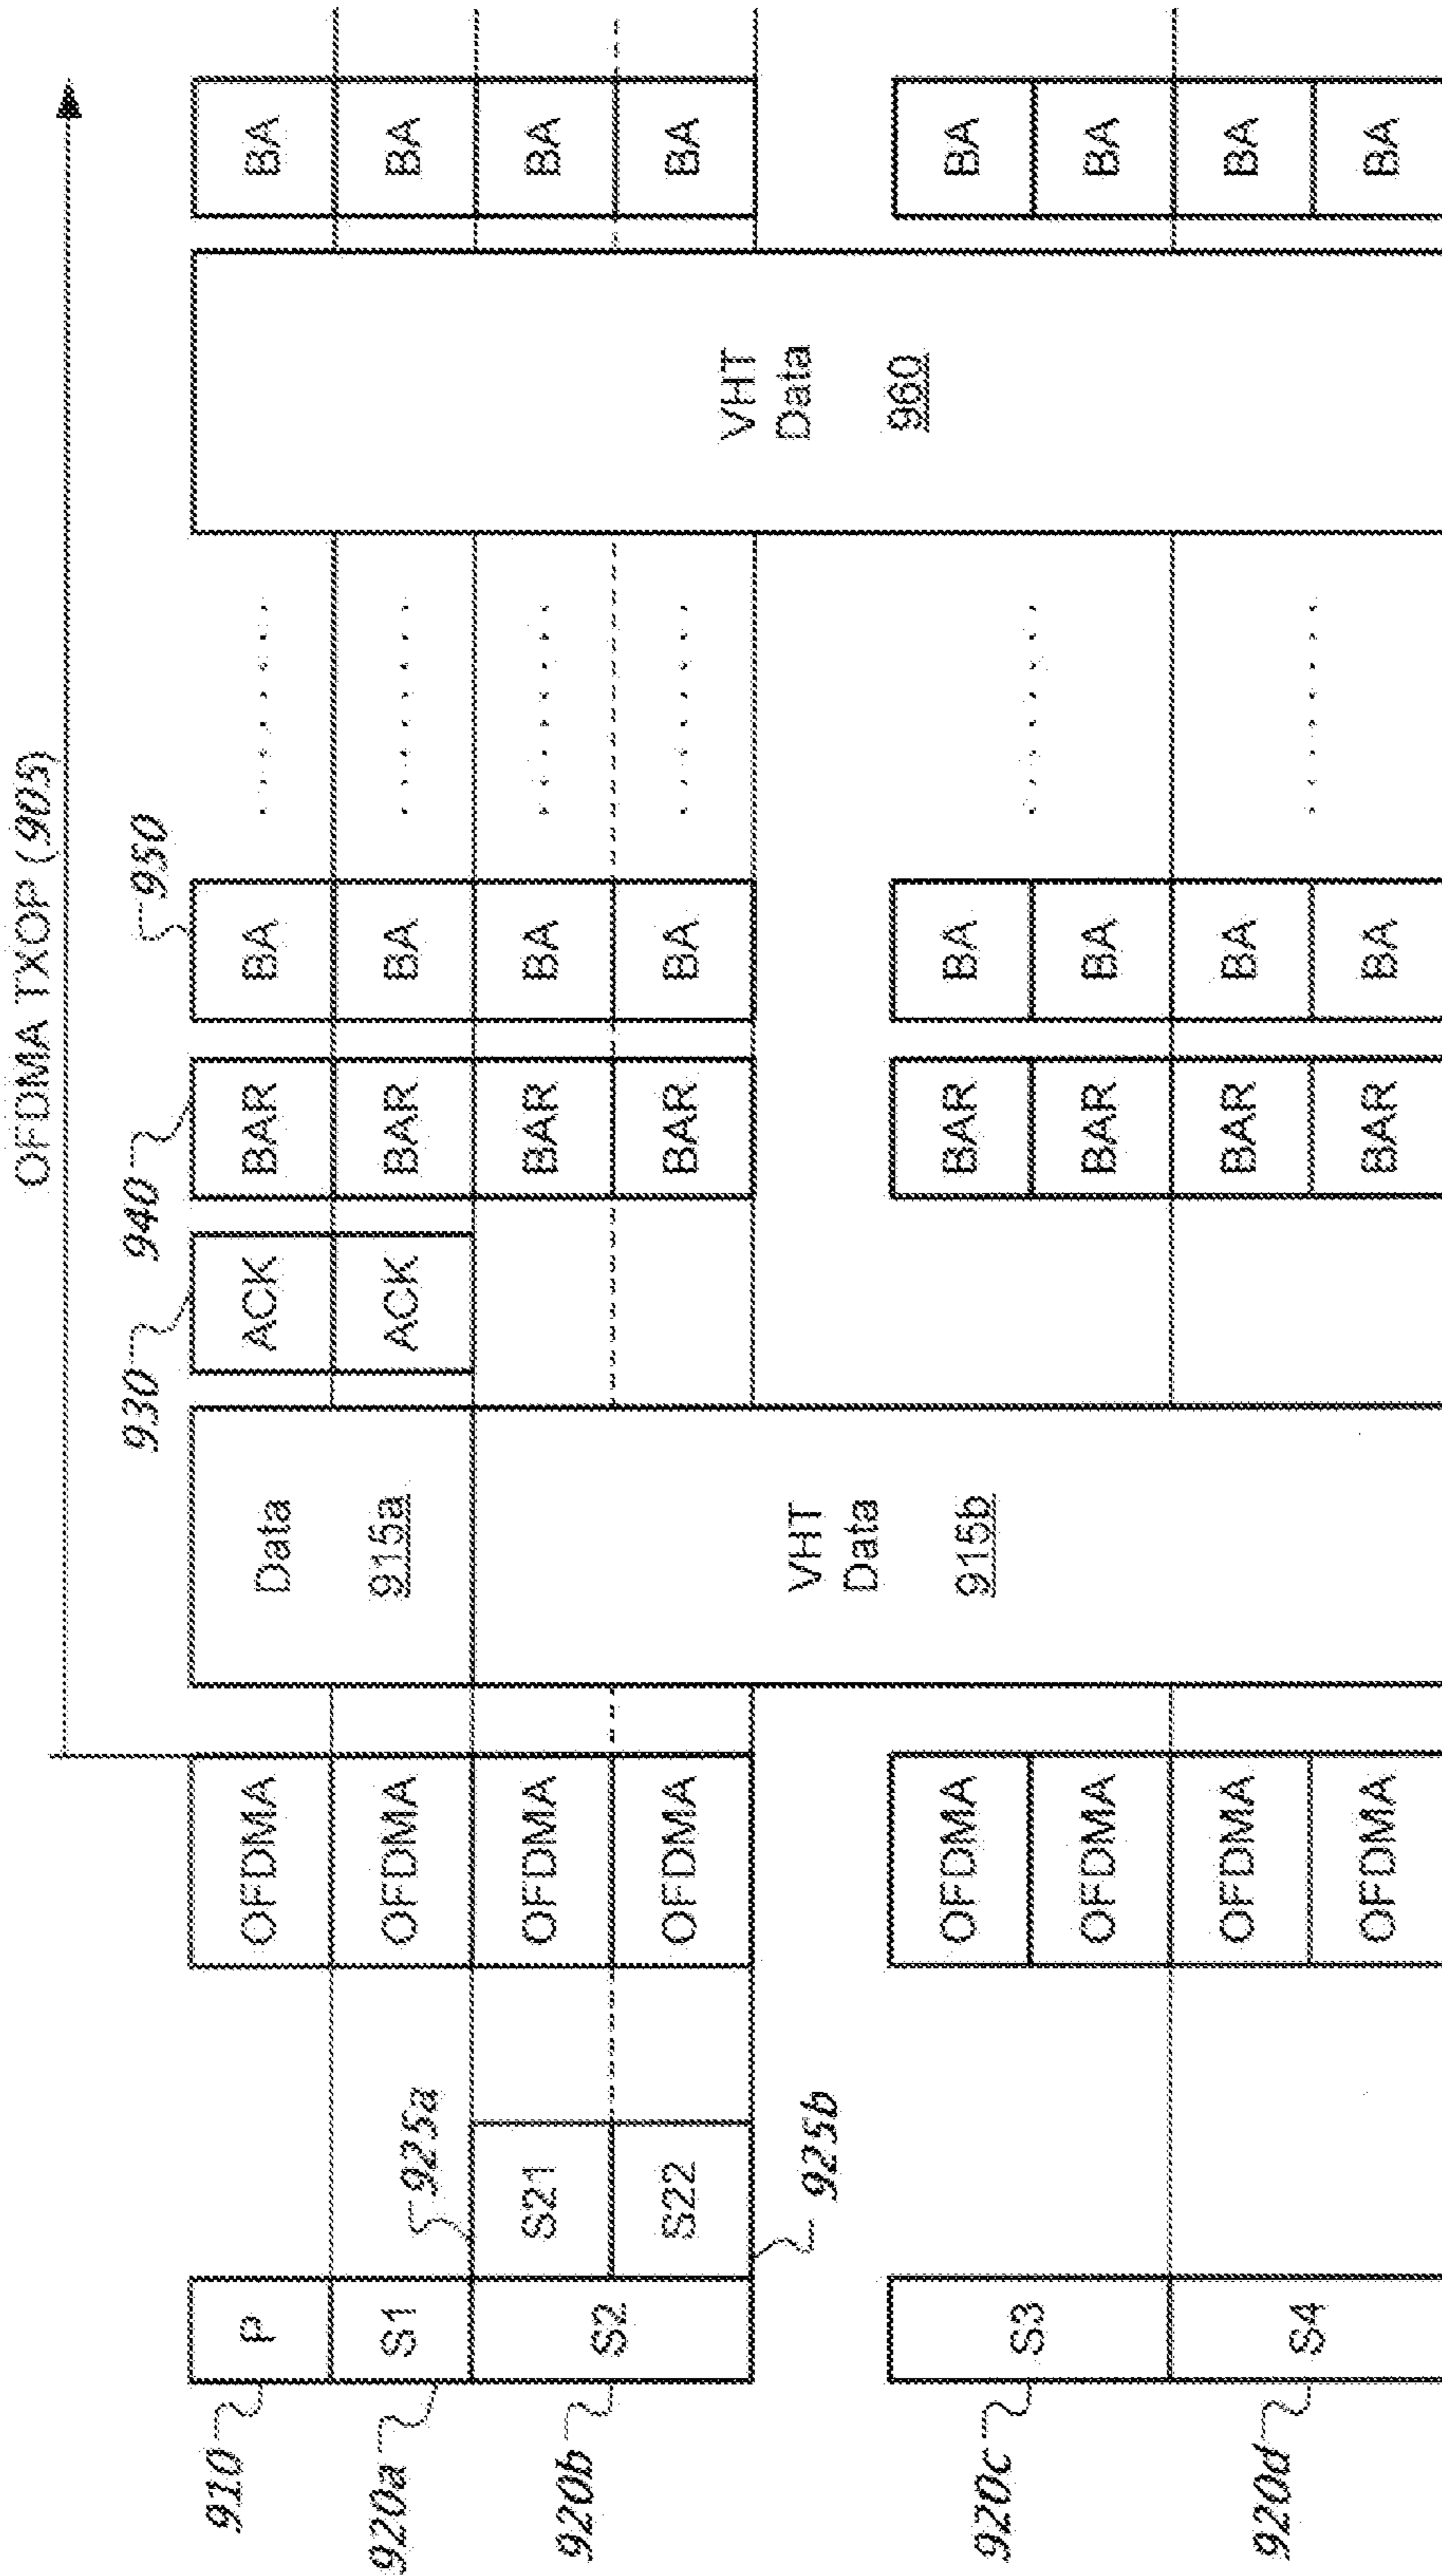 OFDMA TXOP (905)
910
P
OFDMA
Data
915a
930
ACK
940
BAR
950
BA
BA
920a
S1
OFDMA
ACK
BAR
BA
BA
920b
S2
925a
S21
OFDMA
VHT
Data
915b
BAR
BA
VHT
Data
960
BA
S22
925b
OFDMA
BAR
BA
BA
920c
S3
OFDMA
BAR
BA
BA
OFDMA
BAR
BA
BA
920d
S4
OFDMA
BAR
BA
BA
OFDMA
BAR
BA
BA